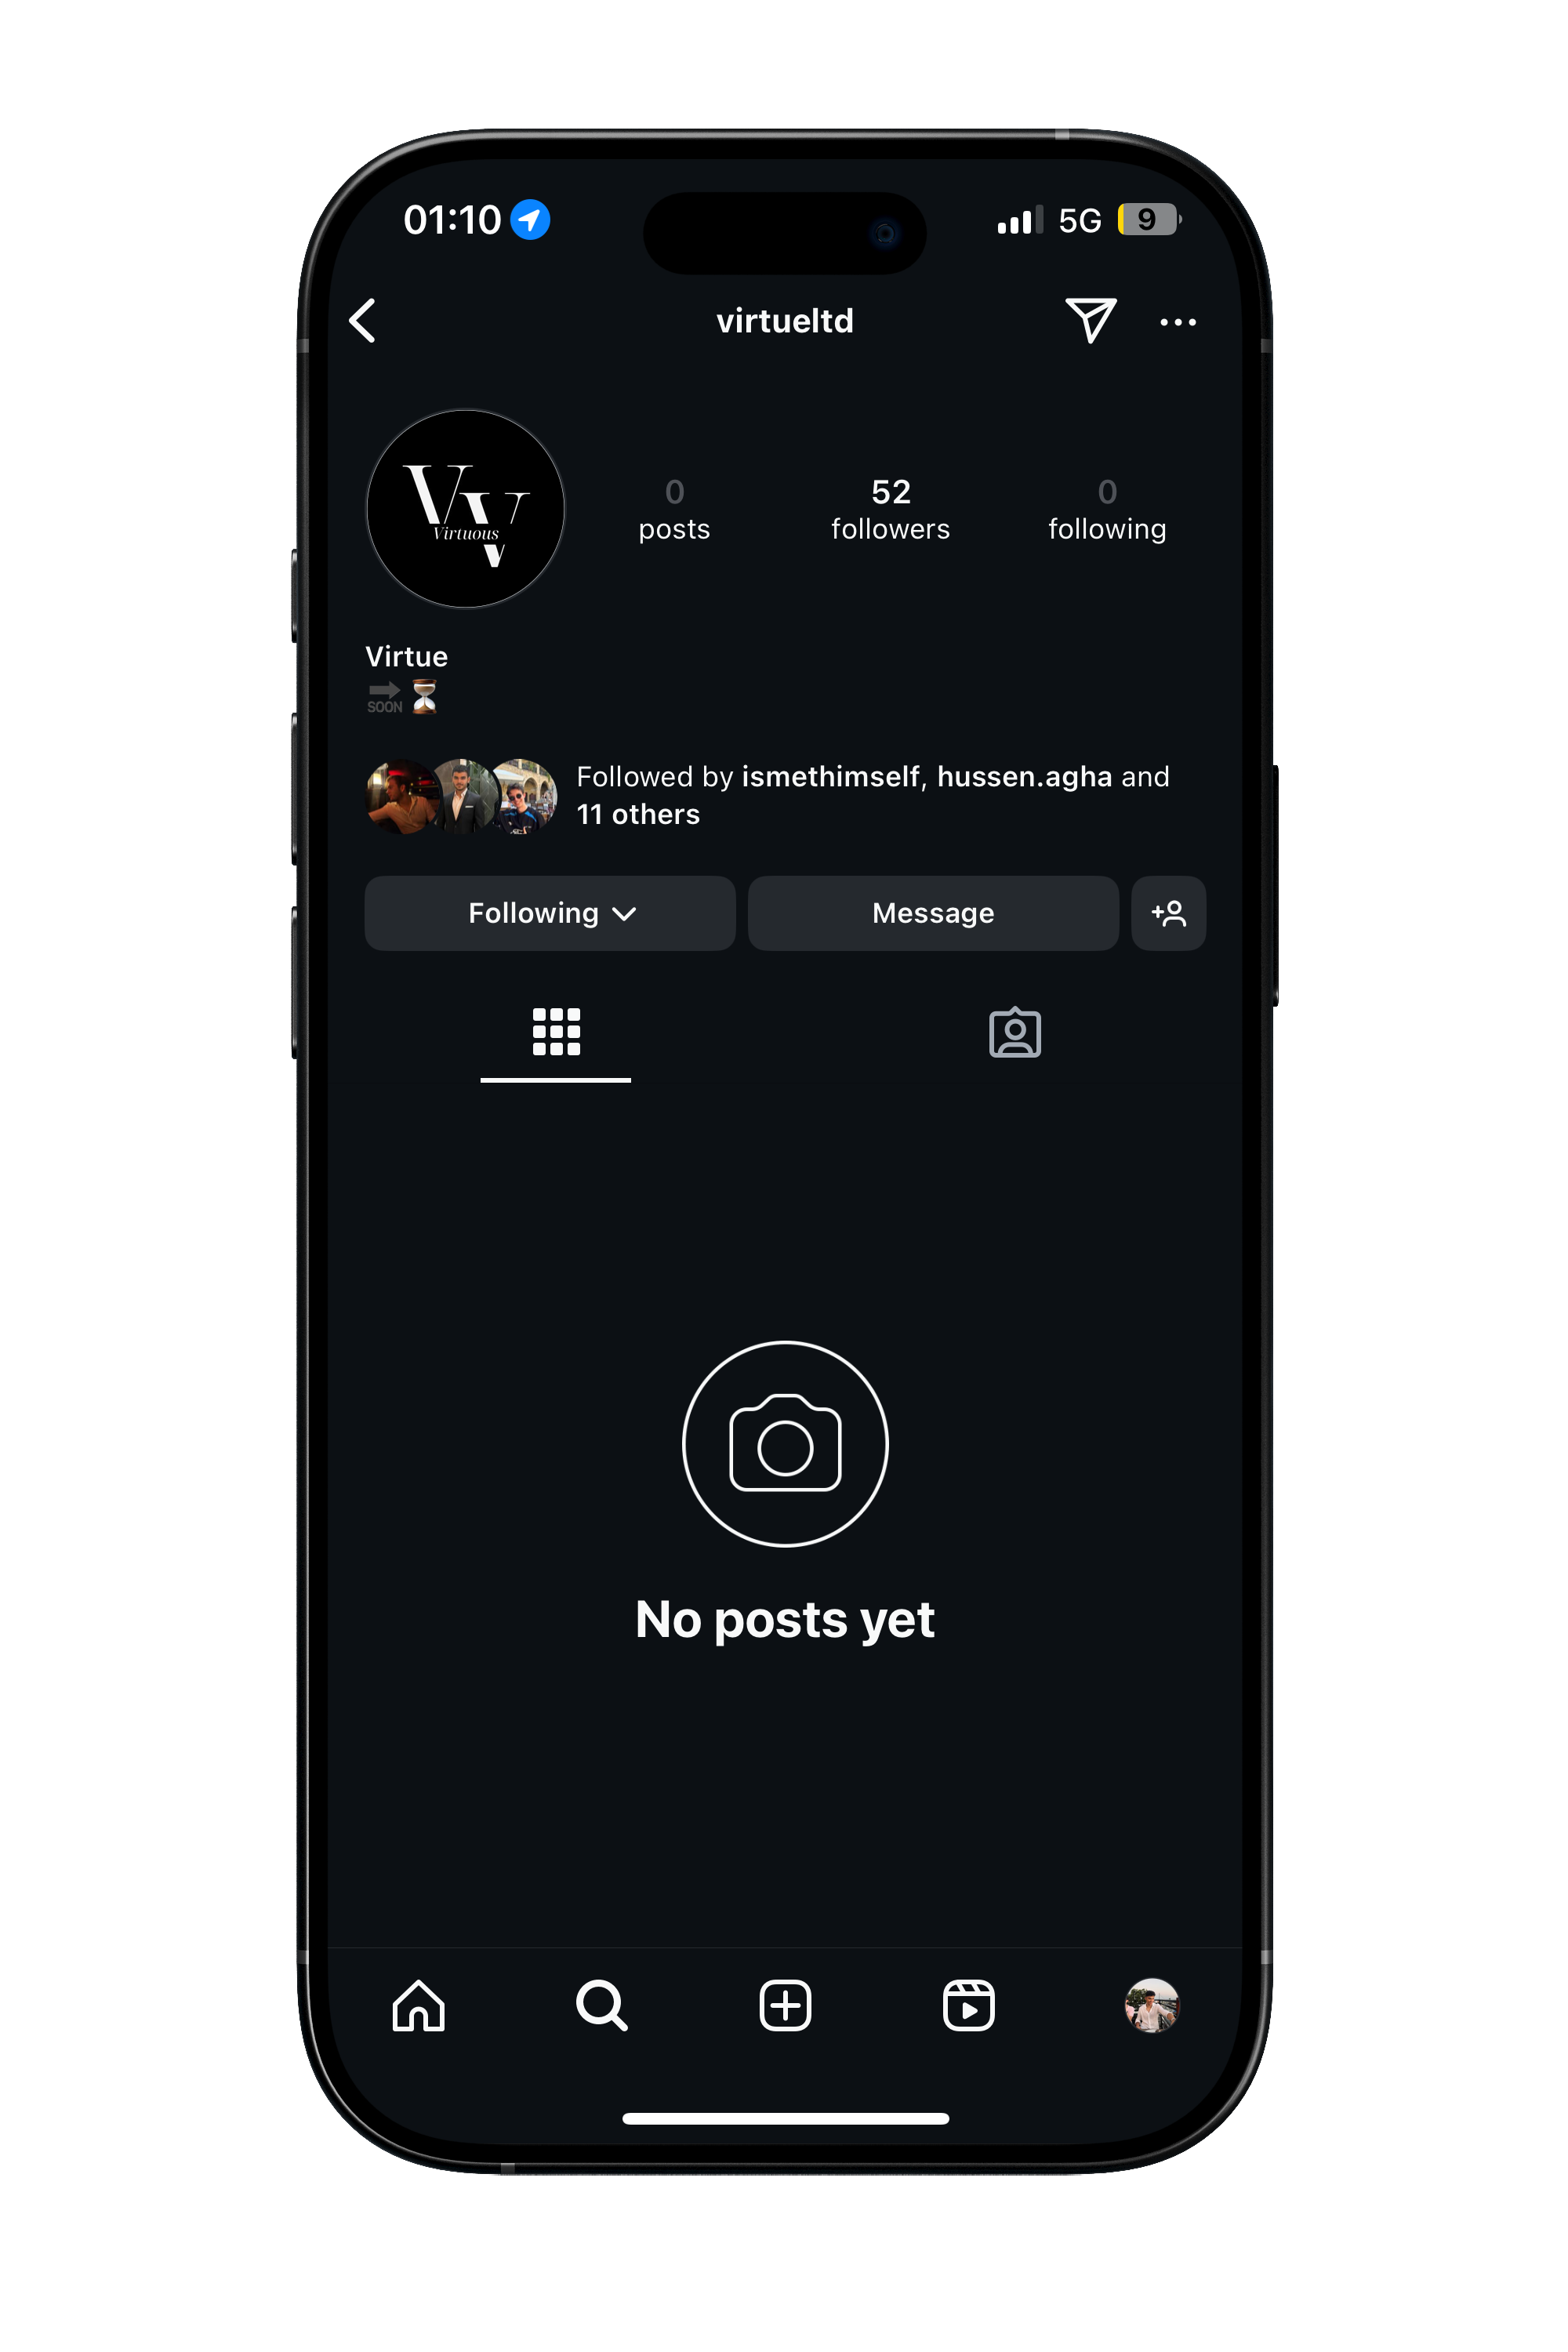 01:10 5G 9
virtueltd
VV
Virtuous
0 52 0
posts followers following
Virtue
🔜⏳
Followed by ismethimself, hussen.agha and
11 others
Following Message
No posts yet